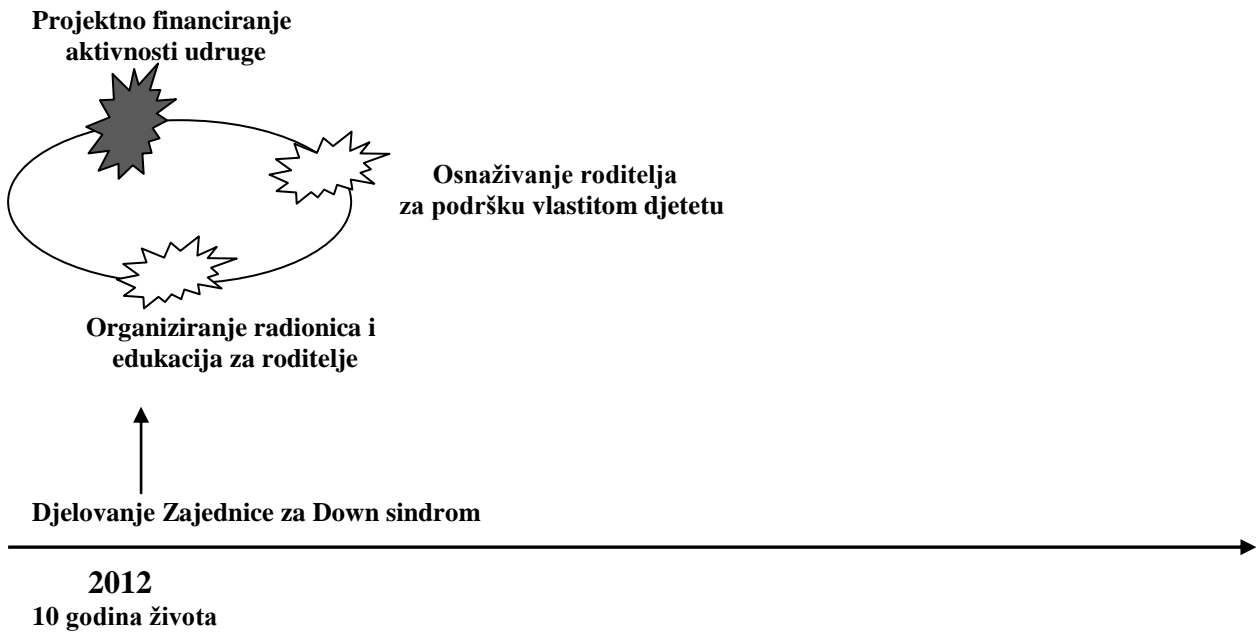 Projektno financiranje
aktivnosti udruge
Osnaživanje roditelja
za podršku vlastitom djetetu
Organiziranje radionica i
edukacija za roditelje
Djelovanje Zajednice za Down sindrom
2012
10 godina života